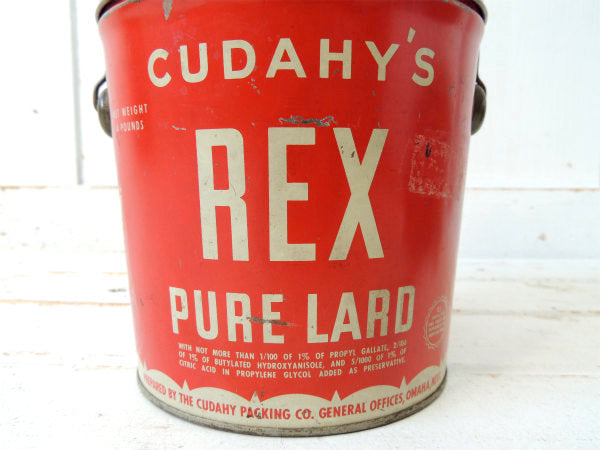 CUDAHY'S
WEIGHT
POUNDS
REX
PURE LARD
WITH NOT MORE THAN 1/100 OF 1% OF PROPYL GALLATE, 2/100
OF 1% OF BUTYLATED HYDROXYANISOLE, AND 5/1000 OF 1% OF
CITRIC ACID IN PROPYLENE GLYCOL ADDED AS PRESERVATIVE.
PREPARED BY THE CUDAHY PACKING CO. GENERAL OFFICES, OMAHA,